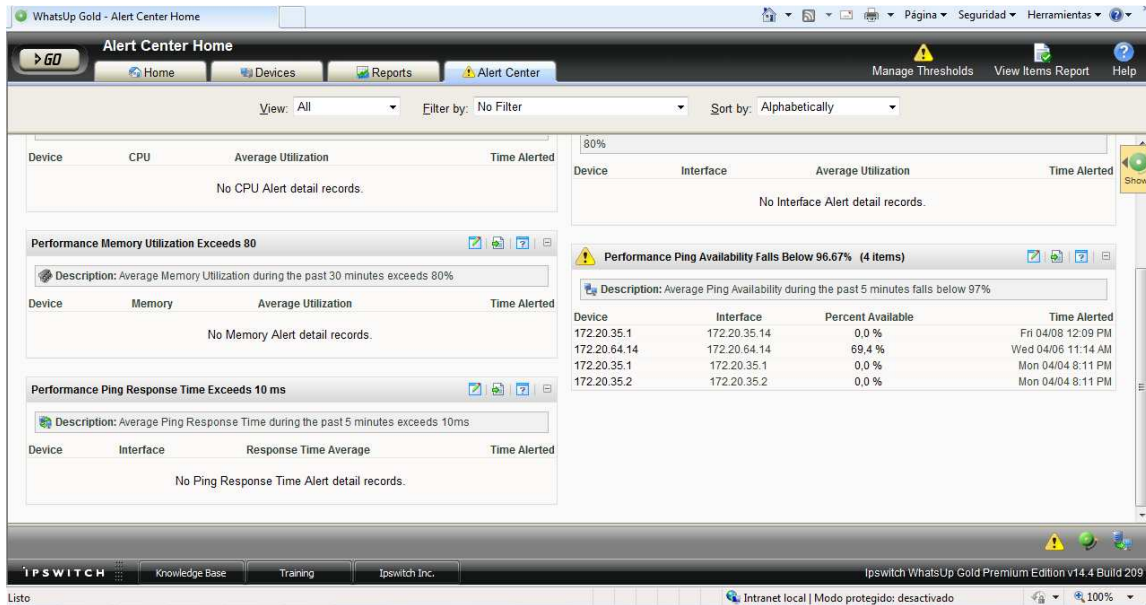 WhatsUp Gold - Alert Center Home
Página Seguridad Herramientas
GO
Alert Center Home
Home Devices Reports Alert Center
Manage Thresholds View Items Report Help
View: All Filter by: No Filter Sort by: Alphabetically
Device CPU Average Utilization Time Alerted
No CPU Alert detail records.
Performance Memory Utilization Exceeds 80
Description: Average Memory Utilization during the past 30 minutes exceeds 80%
Device Memory Average Utilization Time Alerted
No Memory Alert detail records.
Performance Ping Response Time Exceeds 10 ms
Description: Average Ping Response Time during the past 5 minutes exceeds 10ms
Device Interface Response Time Average Time Alerted
No Ping Response Time Alert detail records.
80%
Device Interface Average Utilization Time Alerted
Show
No Interface Alert detail records.
Performance Ping Availability Falls Below 96.67% (4 items)
Description: Average Ping Availability during the past 5 minutes falls below 97%
Device Interface Percent Available Time Alerted
172.20.35.1 172.20.35.14 0,0 % Fri 04/08 12:09 PM
172.20.64.14 172.20.64.14 69,4 % Wed 04/06 11:14 AM
172.20.35.1 172.20.35.1 0,0 % Mon 04/04 8:11 PM
172.20.35.2 172.20.35.2 0,0 % Mon 04/04 8:11 PM
IPSWITCH Knowledge Base Training Ipswitch Inc. Ipswitch WhatsUp Gold Premium Edition v14.4 Build 209
Listo Intranet local | Modo protegido: desactivado 100%